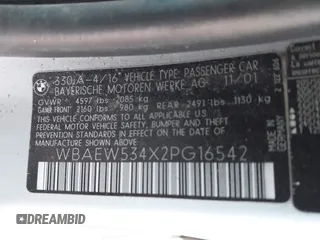 330iA-4/16" VEHICLE TYPE: PASSENGER CAR
BAYERISCHE MOTOREN WERKE AG 11/01
GVWR 4597 lbs 2085 kg
GAWR FRONT 2160 lbs 980 kg REAR 2491 lbs 1130 kg
THIS VEHICLE CONFORMS TO ALL APPLICABLE
FEDERAL MOTOR VEHICLE SAFETY, BUMPER,
AND THEFT PREVENTION STANDARDS IN EFFECT
ON THE DATE OF MANUFACTURE SHOWN ABOVE.
WBAEW534X2PG16542
DREAMBID